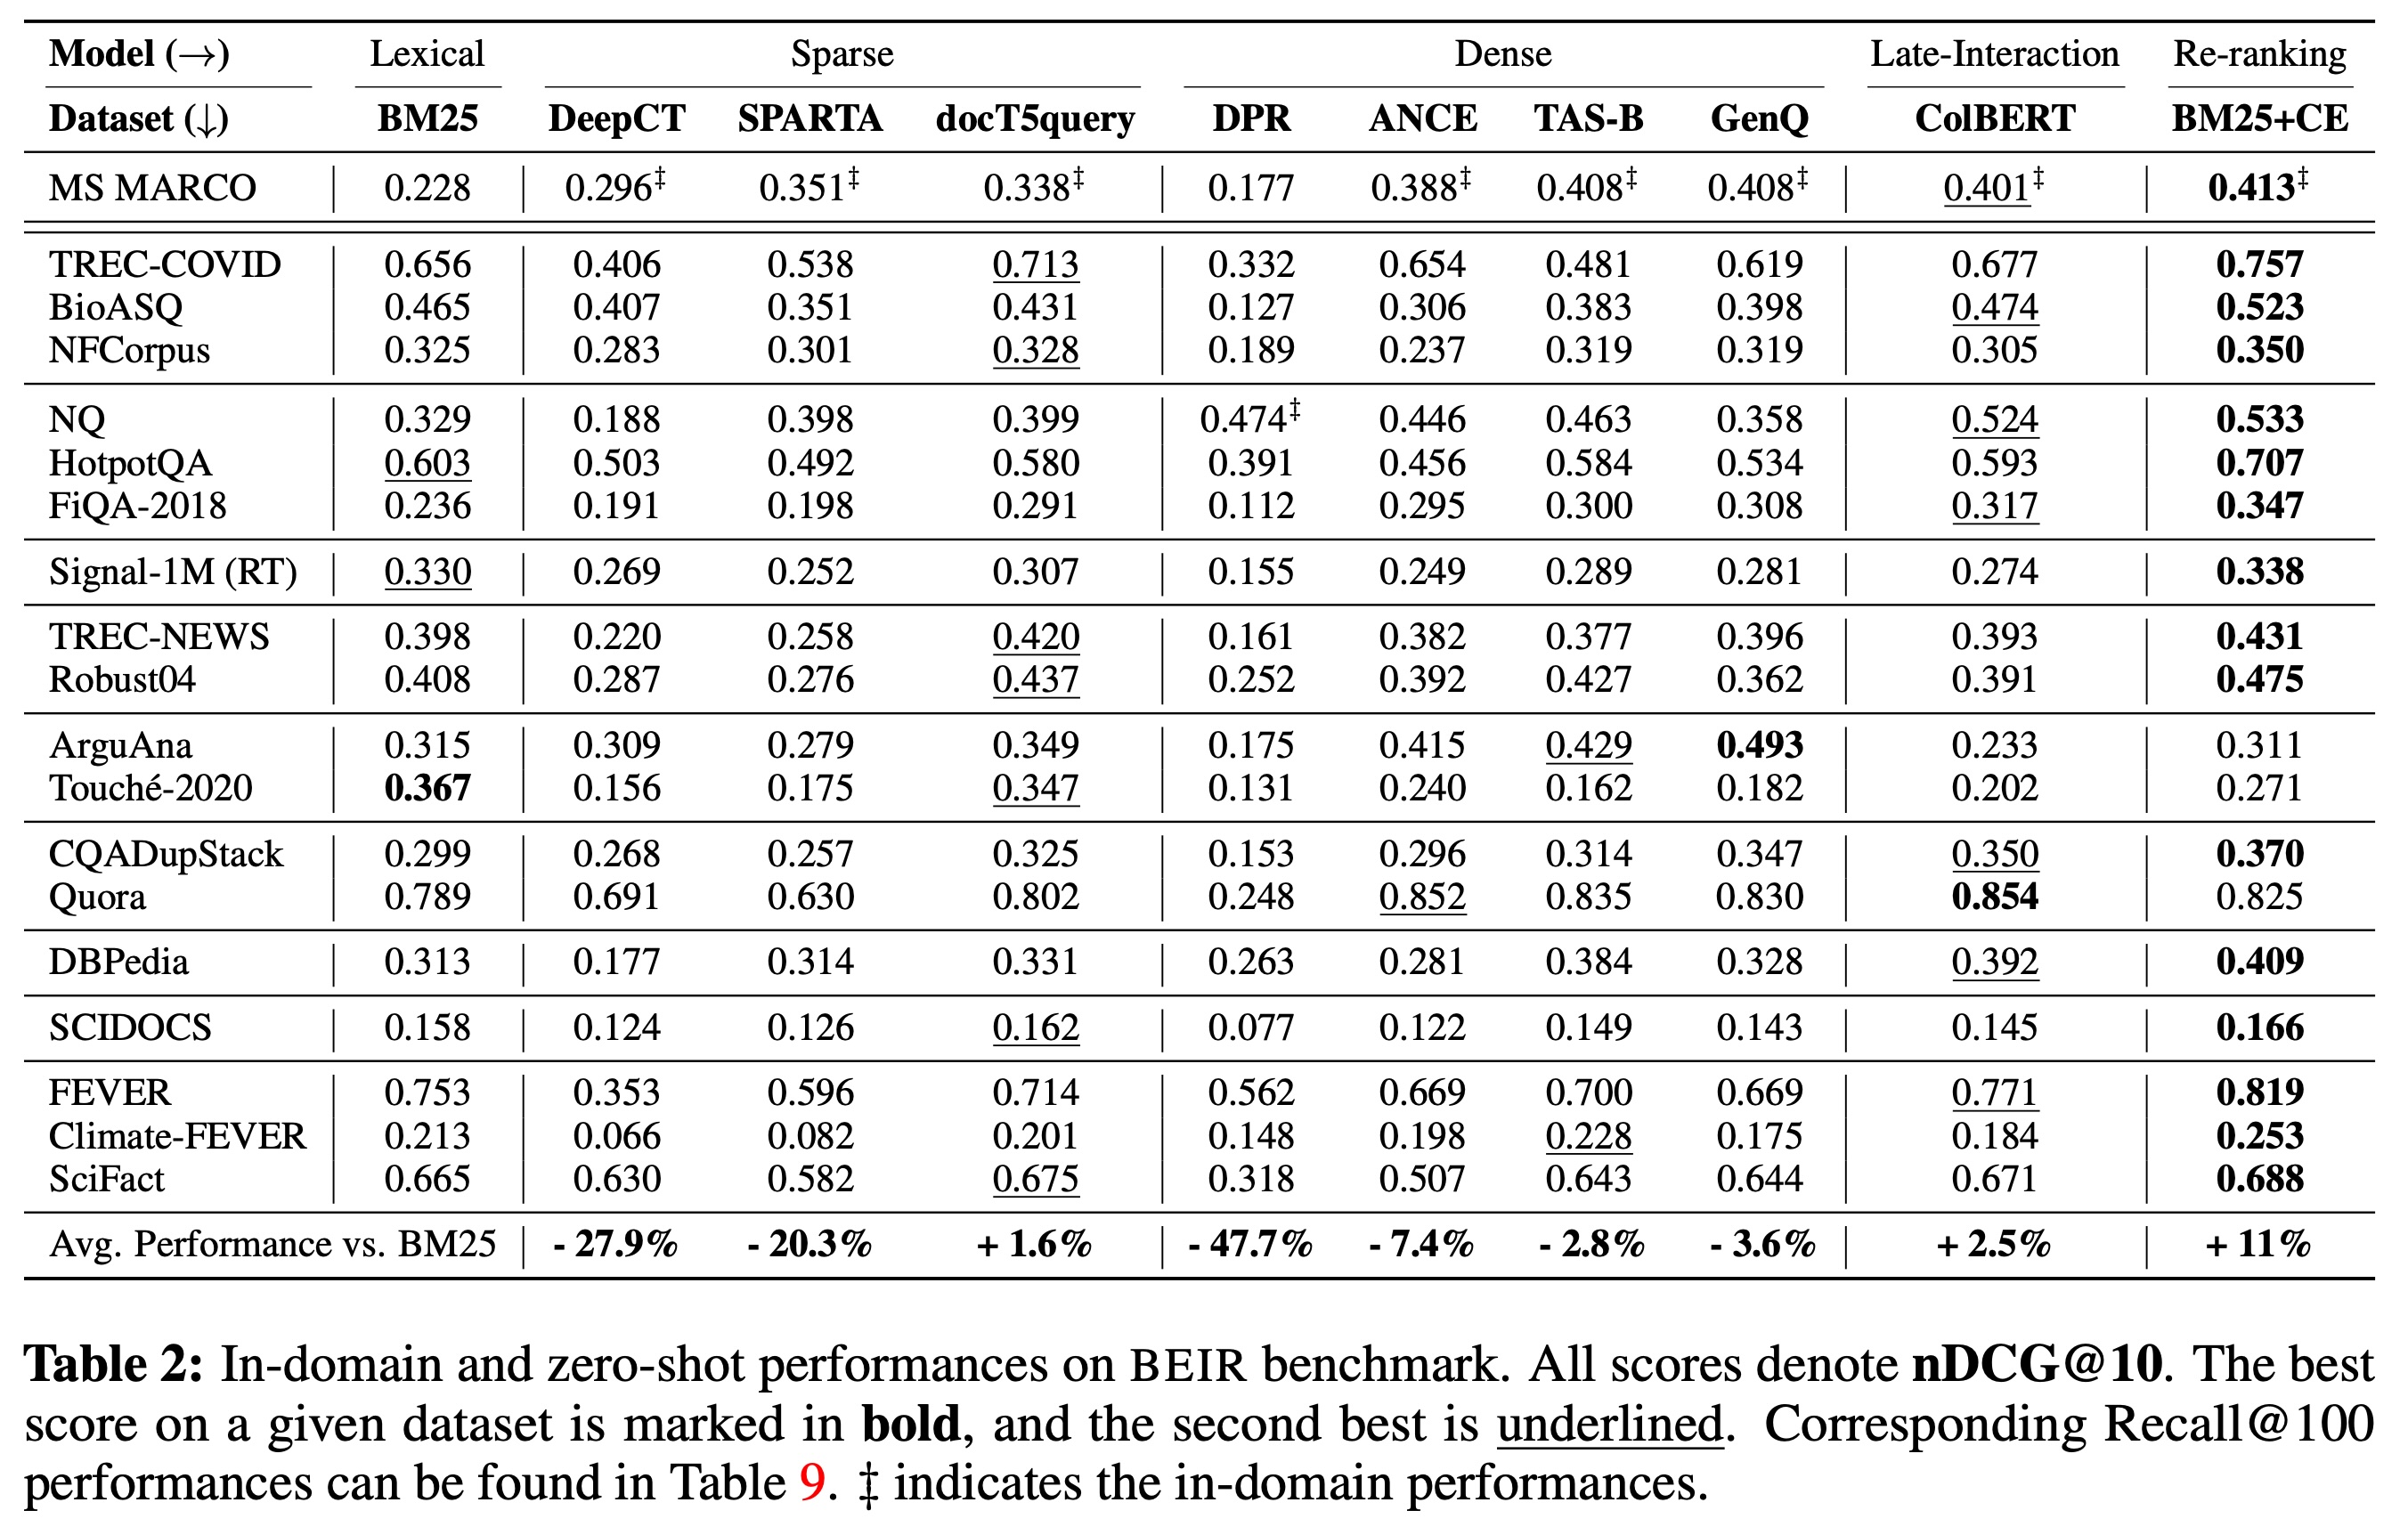 Model (→) Lexical Sparse Dense Late-Interaction Re-ranking
Dataset (↓) BM25 DeepCT SPARTA docT5query DPR ANCE TAS-B GenQ ColBERT BM25+CE
MS MARCO 0.228 0.296‡ 0.351‡ 0.338‡ 0.177 0.388‡ 0.408‡ 0.408‡ 0.401‡ 0.413‡
TREC-COVID 0.656 0.406 0.538 0.713 0.332 0.654 0.481 0.619 0.677 0.757
BioASQ 0.465 0.407 0.351 0.431 0.127 0.306 0.383 0.398 0.474 0.523
NFCorpus 0.325 0.283 0.301 0.328 0.189 0.237 0.319 0.319 0.305 0.350
NQ 0.329 0.188 0.398 0.399 0.474‡ 0.446 0.463 0.358 0.524 0.533
HotpotQA 0.603 0.503 0.492 0.580 0.391 0.456 0.584 0.534 0.593 0.707
FiQA-2018 0.236 0.191 0.198 0.291 0.112 0.295 0.300 0.308 0.317 0.347
Signal-1M (RT) 0.330 0.269 0.252 0.307 0.155 0.249 0.289 0.281 0.274 0.338
TREC-NEWS 0.398 0.220 0.258 0.420 0.161 0.382 0.377 0.396 0.393 0.431
Robust04 0.408 0.287 0.276 0.437 0.252 0.392 0.427 0.362 0.391 0.475
ArguAna 0.315 0.309 0.279 0.349 0.175 0.415 0.429 0.493 0.233 0.311
Touché-2020 0.367 0.156 0.175 0.347 0.131 0.240 0.162 0.182 0.202 0.271
CQADupStack 0.299 0.268 0.257 0.325 0.153 0.296 0.314 0.347 0.350 0.370
Quora 0.789 0.691 0.630 0.802 0.248 0.852 0.835 0.830 0.854 0.825
DBPedia 0.313 0.177 0.314 0.331 0.263 0.281 0.384 0.328 0.392 0.409
SCIDOCS 0.158 0.124 0.126 0.162 0.077 0.122 0.149 0.143 0.145 0.166
FEVER 0.753 0.353 0.596 0.714 0.562 0.669 0.700 0.669 0.771 0.819
Climate-FEVER 0.213 0.066 0.082 0.201 0.148 0.198 0.228 0.175 0.184 0.253
SciFact 0.665 0.630 0.582 0.675 0.318 0.507 0.643 0.644 0.671 0.688
Avg. Performance vs. BM25 - 27.9% - 20.3% + 1.6% - 47.7% - 7.4% - 2.8% - 3.6% + 2.5% + 11%
Table 2: In-domain and zero-shot performances on BEIR benchmark. All scores denote nDCG@10. The best
score on a given dataset is marked in bold, and the second best is underlined. Corresponding Recall@100
performances can be found in Table 9. ‡ indicates the in-domain performances.